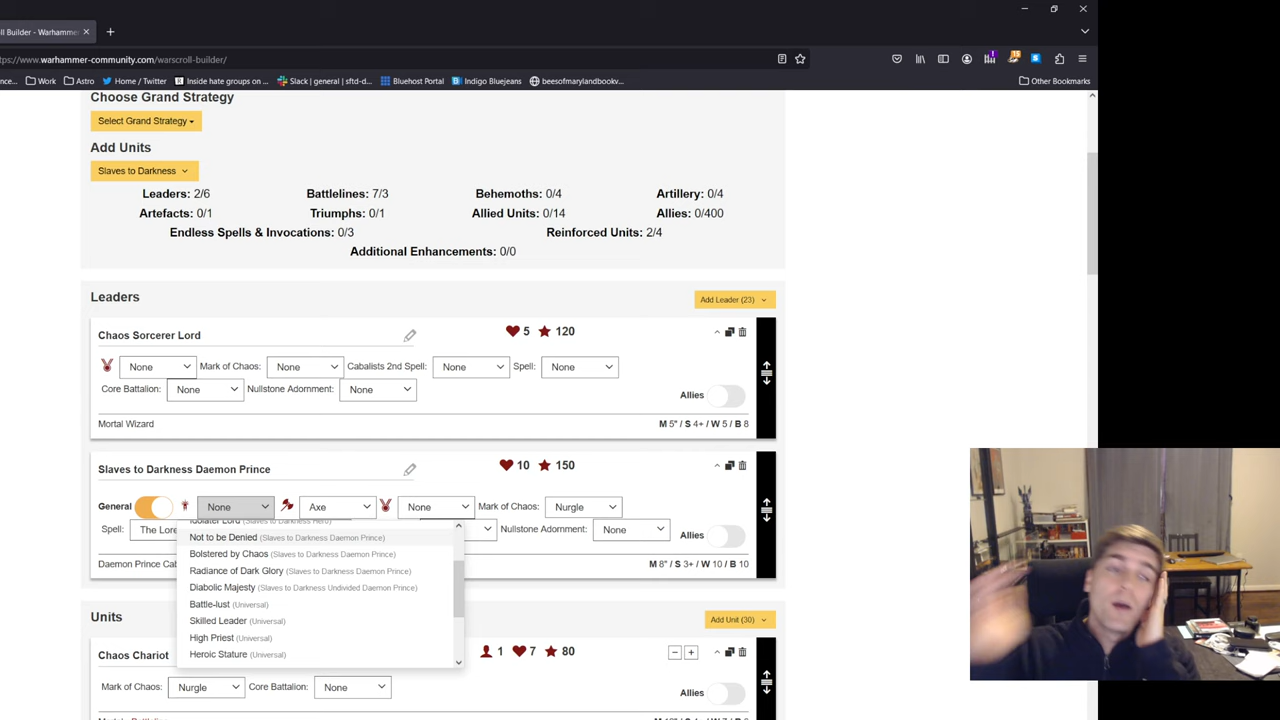 ll Builder - Warhamme
ttps://www.warhammer-community.com/warscroll-builder/
nce... Work Astro Home / Twitter Inside hate groups on ... Slack | general | sftd-d... Bluehost Portal Indigo Bluejeans beesofmarylandbookv... Other Bookmarks
Choose Grand Strategy
Select Grand Strategy
Add Units
Slaves to Darkness
Leaders: 2/6 Battlelines: 7/3 Behemoths: 0/4 Artillery: 0/4
Artefacts: 0/1 Triumphs: 0/1 Allied Units: 0/14 Allies: 0/400
Endless Spells & Invocations: 0/3 Reinforced Units: 2/4
Additional Enhancements: 0/0
Leaders Add Leader (23)
Chaos Sorcerer Lord 5 120
None Mark of Chaos: None Cabalists 2nd Spell: None Spell: None
Core Battalion: None Nullstone Adornment: None
Allies
Mortal Wizard M 5" / S 4+ / W 5 / B 8
Slaves to Darkness Daemon Prince 10 150
General None Axe None Mark of Chaos: Nurgle
Spell: The Lore Nullstone Adornment: None Allies
Idolater Lord (Slaves to Darkness Hero)
Not to be Denied (Slaves to Darkness Daemon Prince)
Bolstered by Chaos (Slaves to Darkness Daemon Prince)
Daemon Prince Cab M 8" / S 3+ / W 10 / B 10
Radiance of Dark Glory (Slaves to Darkness Daemon Prince)
Diabolic Majesty (Slaves to Darkness Undivided Daemon Prince)
Battle-lust (Universal)
Skilled Leader (Universal)
High Priest (Universal)
Heroic Stature (Universal)
Units Add Unit (30)
Chaos Chariot 1 7 80
Mark of Chaos: Nurgle Core Battalion: None
Allies